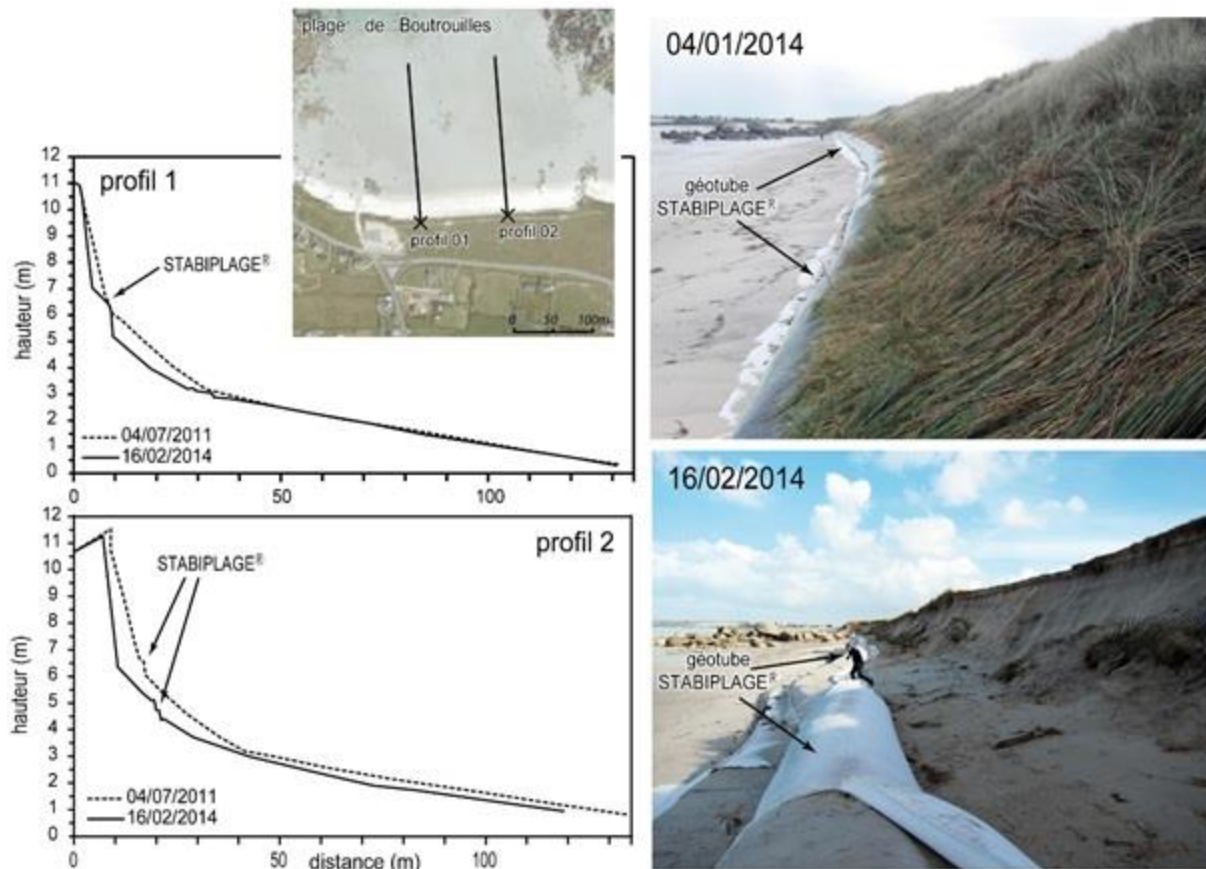 plage de Boutrouilles
profil 01
profil 02
0 50 100m
profil 1
STABIPLAGE®
hauteur (m)
12
11
10
9
8
7
6
5
4
3
2
1
0
04/07/2011
16/02/2014
0 50 100
profil 2
STABIPLAGE®
hauteur (m)
12
11
10
9
8
7
6
5
4
3
2
1
0
04/07/2011
16/02/2014
0 50 100
distance (m)
04/01/2014
géotube
STABIPLAGE®
16/02/2014
géotube
STABIPLAGE®